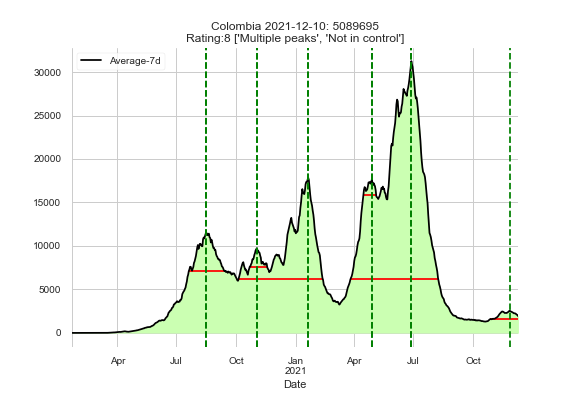 Colombia 2021-12-10: 5089695
Rating:8 ['Multiple peaks', 'Not in control']
Average-7d
30000
25000
20000
15000
10000
5000
0
Apr Jul Oct Jan Apr Jul Oct
2021
Date